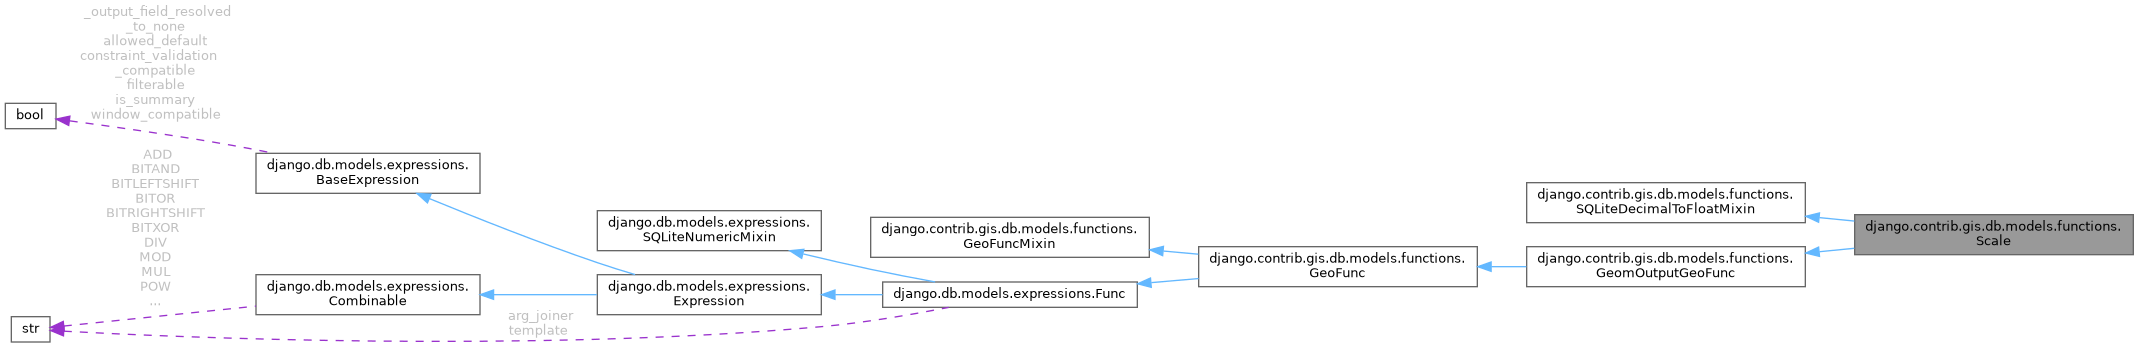 _output_field_resolved
_to_none
allowed_default
constraint_validation
_compatible
filterable
is_summary
window_compatible
bool
django.db.models.expressions.
BaseExpression
ADD
BITAND
BITLEFTSHIFT
BITOR
BITRIGHTSHIFT
BITXOR
DIV
MOD
MUL
POW
...
str
django.db.models.expressions.
Combinable
django.db.models.expressions.
SQLiteNumericMixin
django.db.models.expressions.
Expression
arg_joiner
template
django.contrib.gis.db.models.functions.
GeoFuncMixin
django.db.models.expressions.Func
django.contrib.gis.db.models.functions.
GeoFunc
django.contrib.gis.db.models.functions.
SQLiteDecimalToFloatMixin
django.contrib.gis.db.models.functions.
GeomOutputGeoFunc
django.contrib.gis.db.models.functions.
Scale